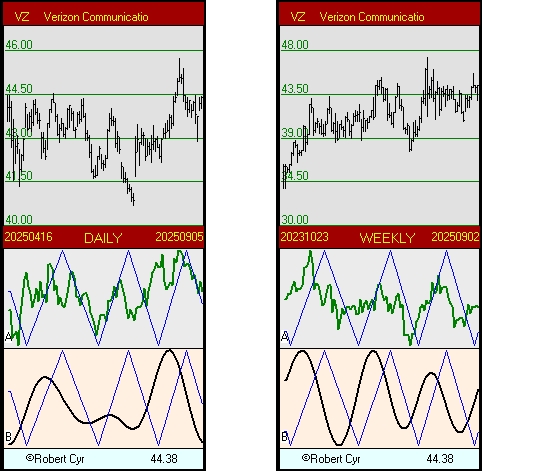 VZ Verizon Communicatio
46.00
44.50
43.00
41.50
40.00
20250416 DAILY 20250905
A
B
©Robert Cyr 44.38
VZ Verizon Communicatio
48.00
43.50
39.00
34.50
30.00
20231023 WEEKLY 20250902
A
B
©Robert Cyr 44.38